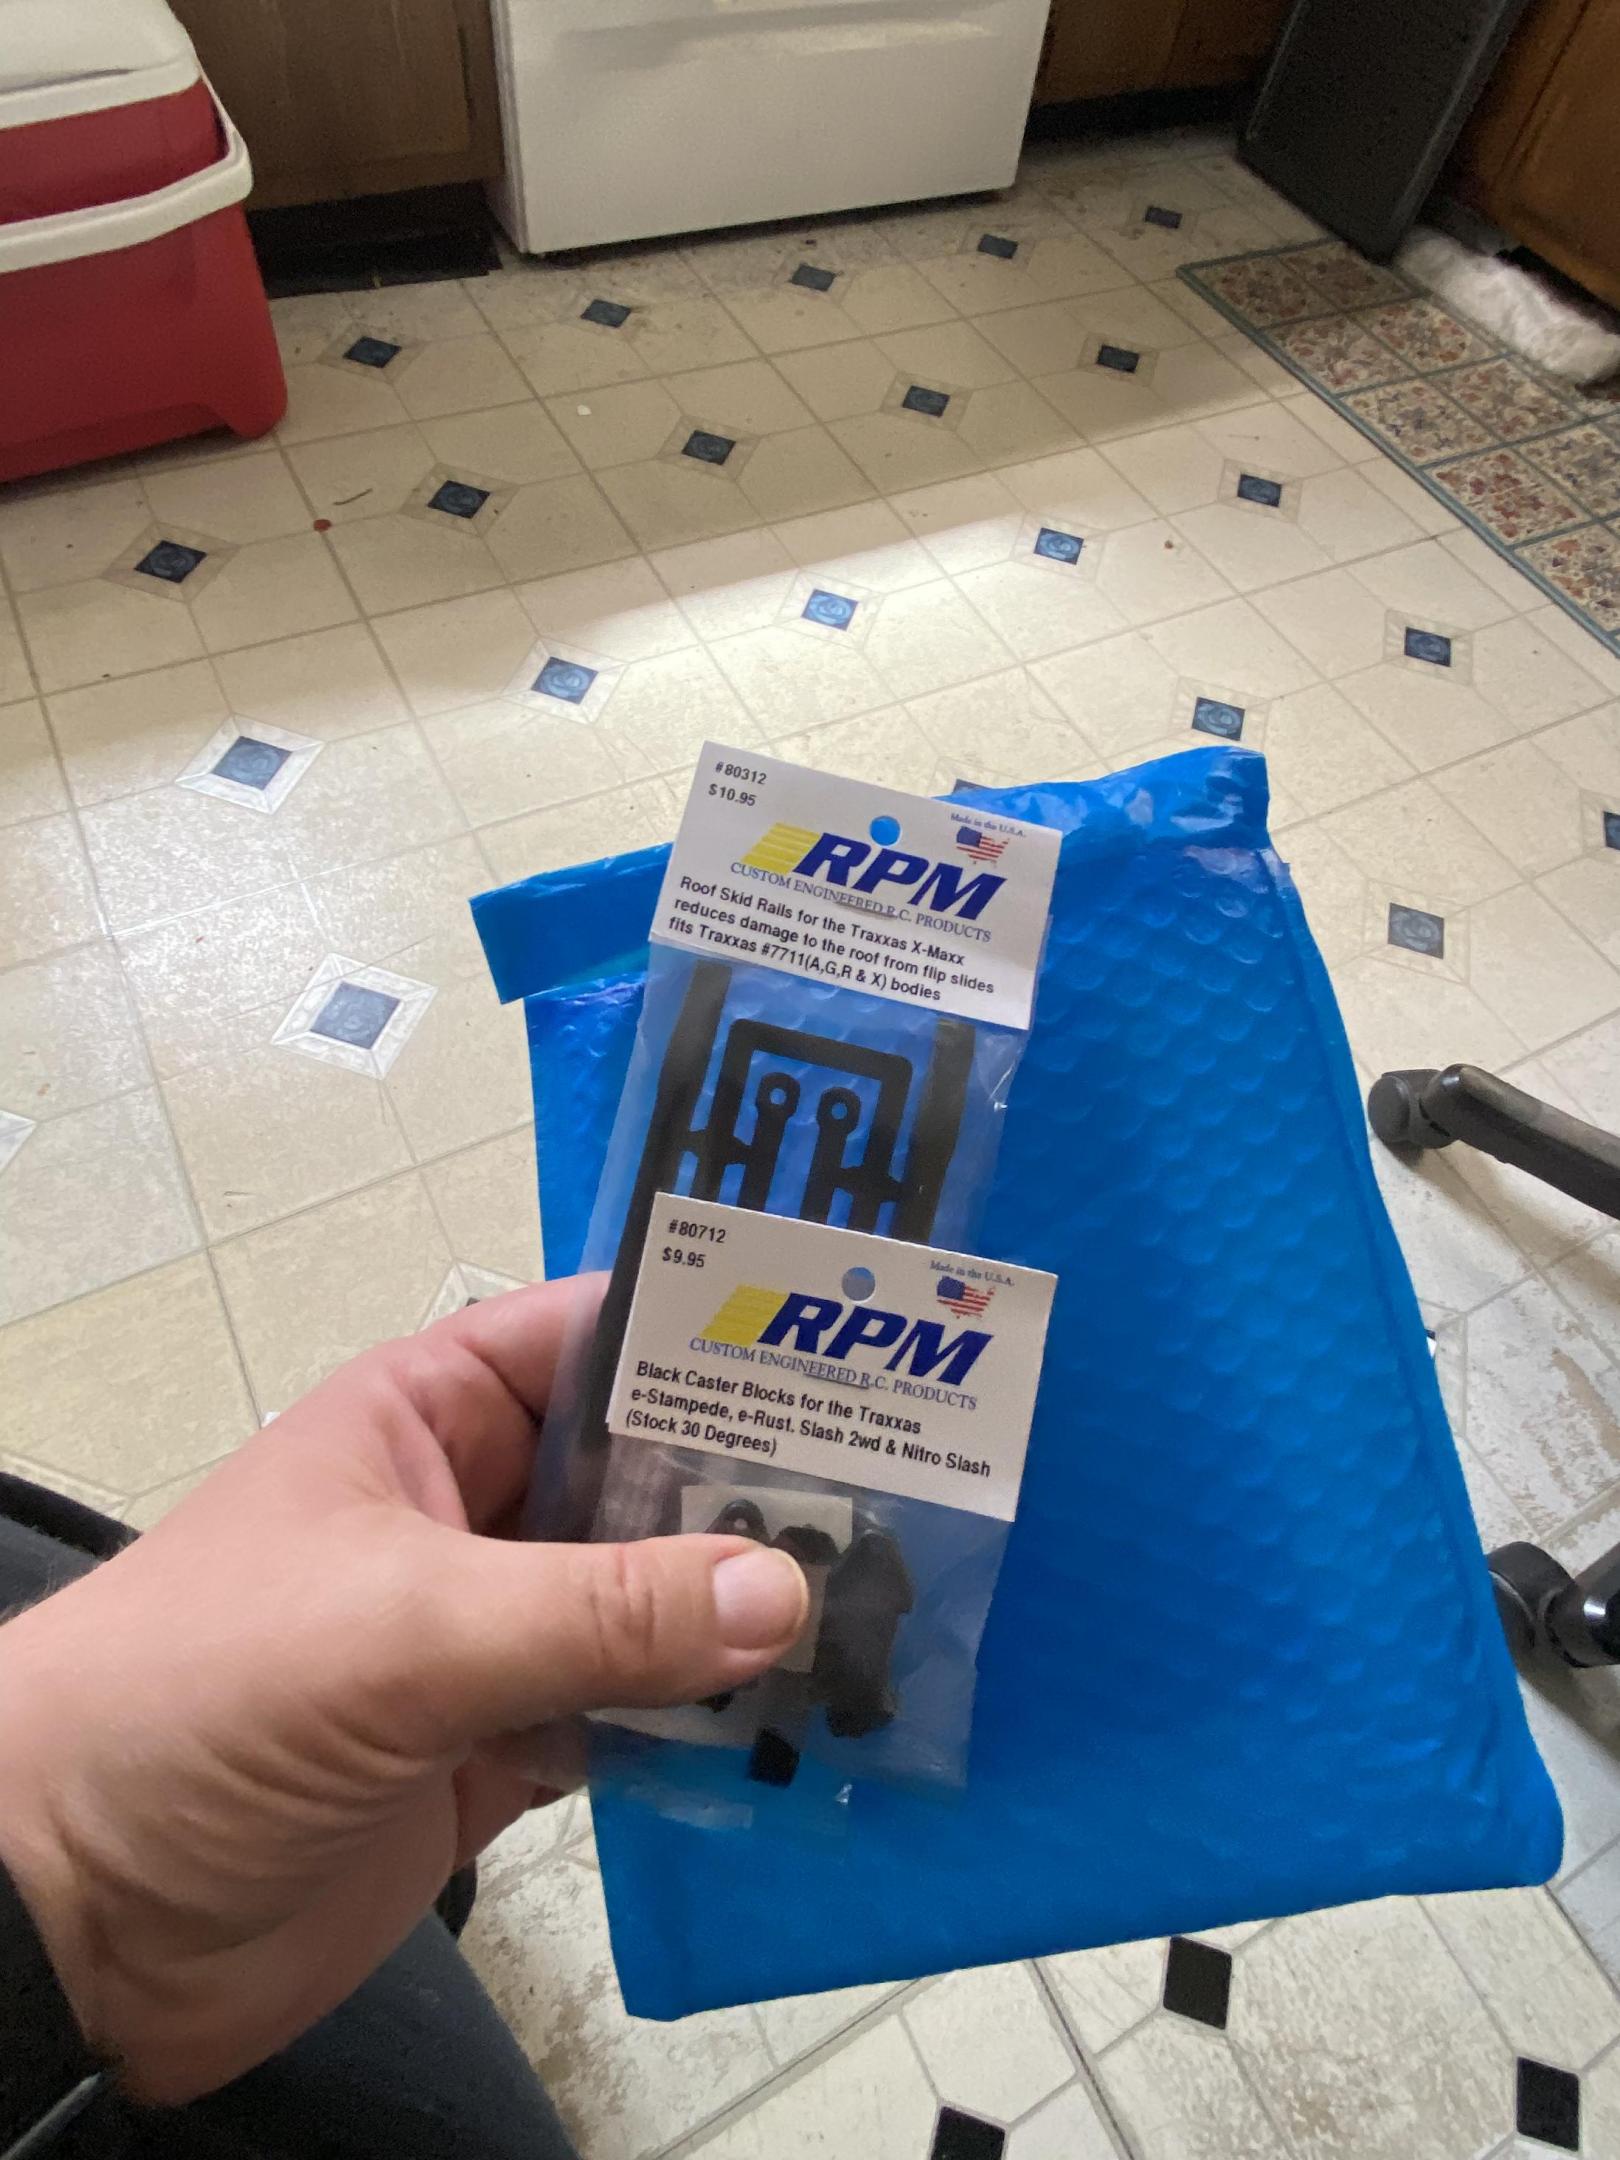 #80312
$10.95
Made in the U.S.A.
RPM
CUSTOM ENGINEERED R.C. PRODUCTS
Roof Skid Rails for the Traxxas X-Maxx
reduces damage to the roof from flip slides
fits Traxxas #7711(A,G,R & X) bodies
#80712
$9.95
Made in the U.S.A.
RPM
CUSTOM ENGINEERED R.C. PRODUCTS
Black Caster Blocks for the Traxxas
e-Stampede, e-Rust. Slash 2wd & Nitro Slash
(Stock 30 Degrees)